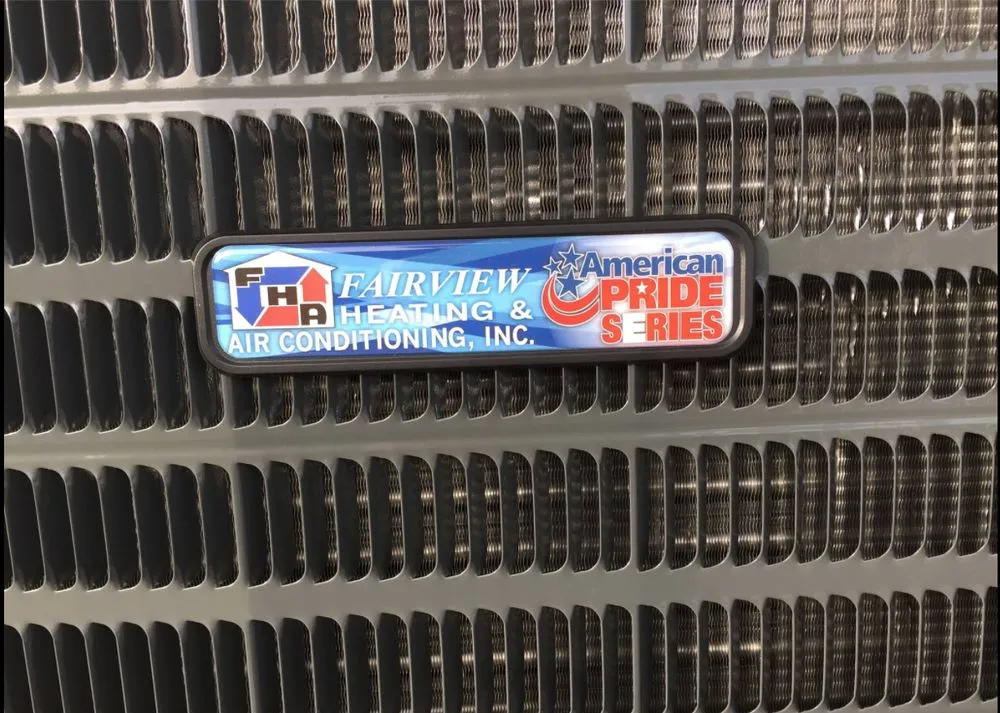 FHA
FAIRVIEW
HEATING &
AIR CONDITIONING, INC.
American
PRIDE
SERIES